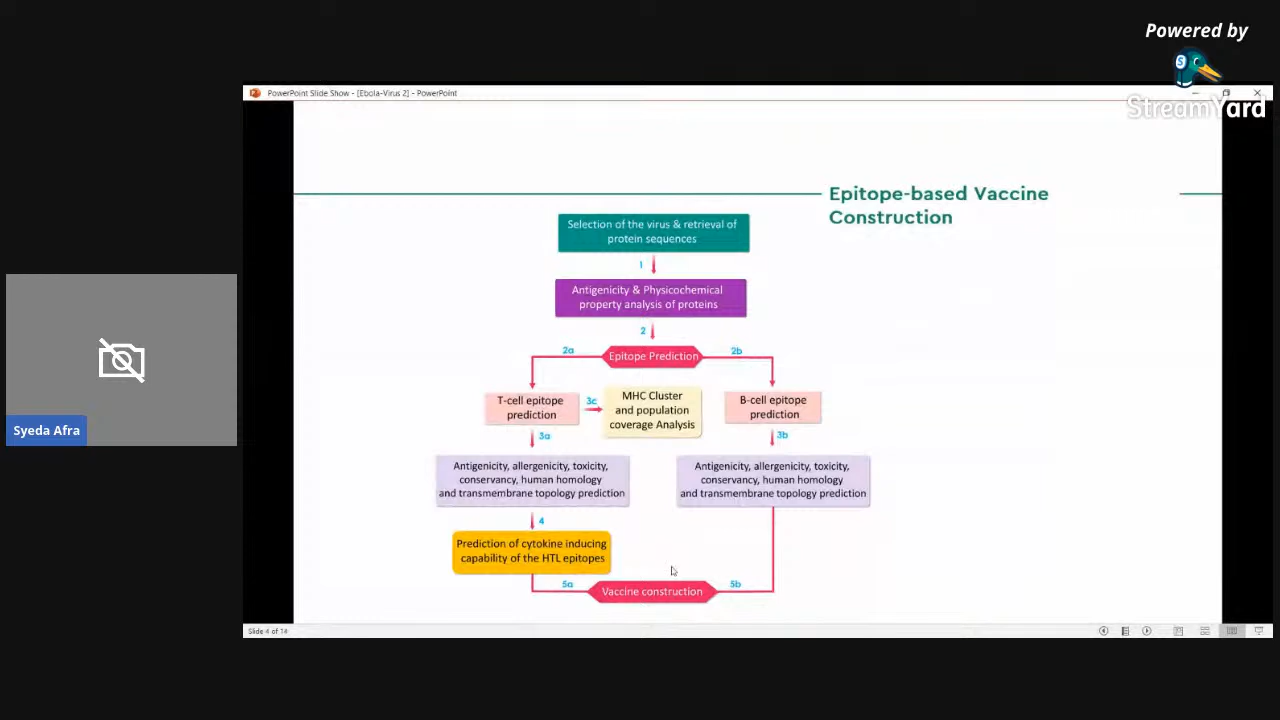 Powered by
S
StreamYard
PowerPoint Slide Show - [Ebola-Virus 2] - PowerPoint
Epitope-based Vaccine
Construction
Selection of the virus & retrieval of
protein sequences
1
Antigenicity & Physicochemical
property analysis of proteins
2
2a
Epitope Prediction
2b
T-cell epitope
prediction
3c
MHC Cluster
and population
coverage Analysis
B-cell epitope
prediction
3a
3b
Antigenicity, allergenicity, toxicity,
conservancy, human homology
and transmembrane topology prediction
Antigenicity, allergenicity, toxicity,
conservancy, human homology
and transmembrane topology prediction
4
Prediction of cytokine inducing
capability of the HTL epitopes
5a
Vaccine construction
5b
Syeda Afra
Slide 4 of 14